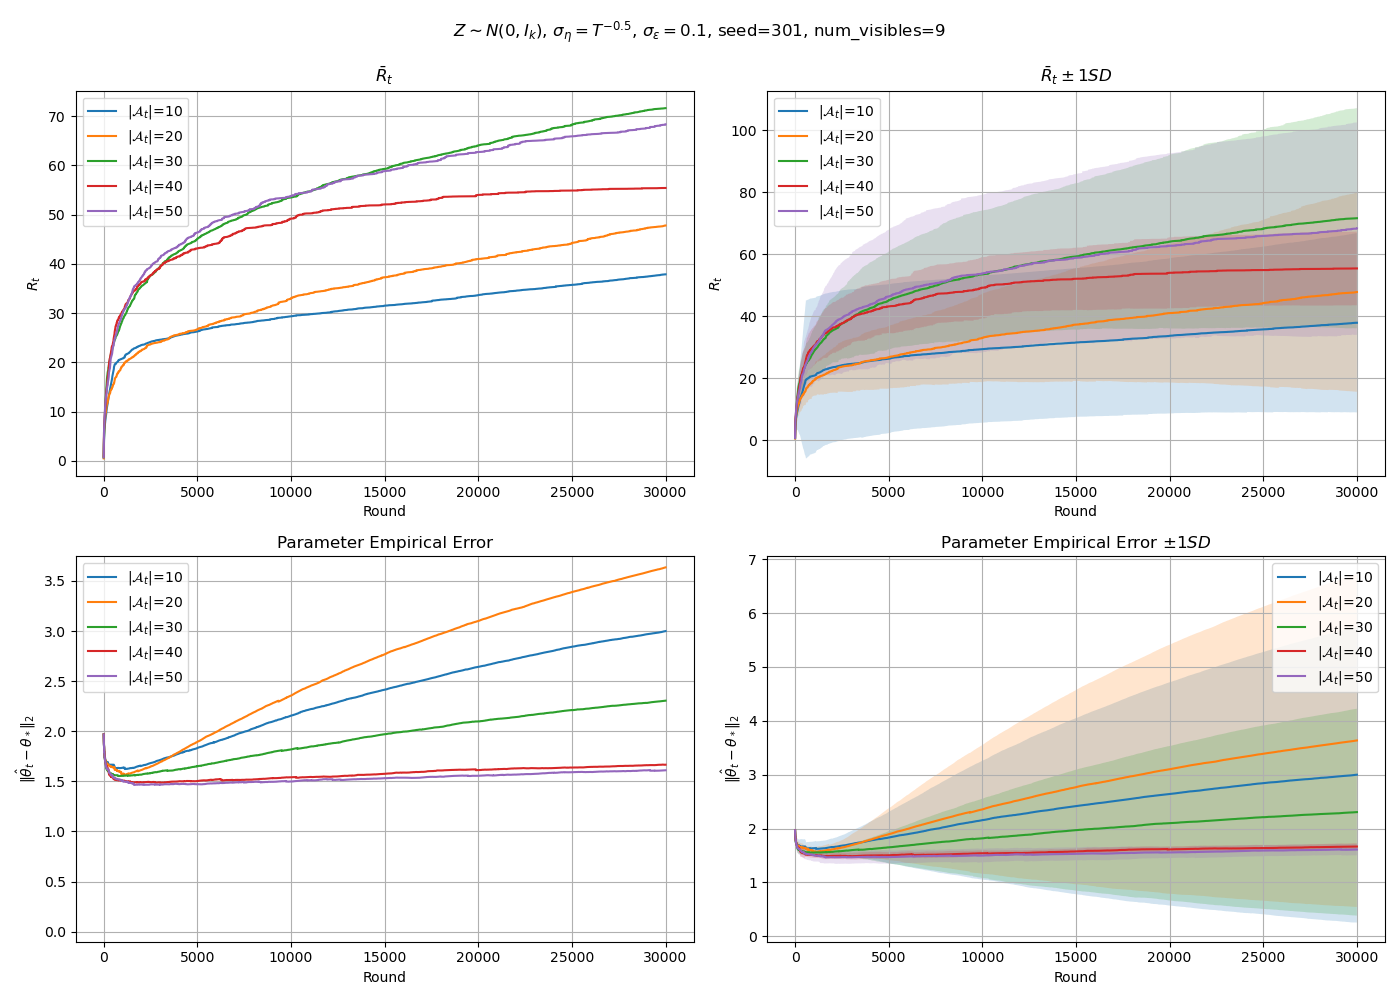 Z ~ N(0, I_k), σ_η = T^{-0.5}, σ_ε = 0.1, seed=301, num_visibles=9
R̄_t
R_t
70
60
50
40
30
20
10
0
|𝒜_t|=10
|𝒜_t|=20
|𝒜_t|=30
|𝒜_t|=40
|𝒜_t|=50
0 5000 10000 15000 20000 25000 30000
Round
R̄_t ± 1SD
R_t
100
80
60
40
20
0
|𝒜_t|=10
|𝒜_t|=20
|𝒜_t|=30
|𝒜_t|=40
|𝒜_t|=50
0 5000 10000 15000 20000 25000 30000
Round
Parameter Empirical Error
‖θ̂_t − θ_*‖_2
3.5
3.0
2.5
2.0
1.5
1.0
0.5
0.0
|𝒜_t|=10
|𝒜_t|=20
|𝒜_t|=30
|𝒜_t|=40
|𝒜_t|=50
0 5000 10000 15000 20000 25000 30000
Round
Parameter Empirical Error ±1SD
‖θ̂_t − θ_*‖_2
7
6
5
4
3
2
1
0
|𝒜_t|=10
|𝒜_t|=20
|𝒜_t|=30
|𝒜_t|=40
|𝒜_t|=50
0 5000 10000 15000 20000 25000 30000
Round